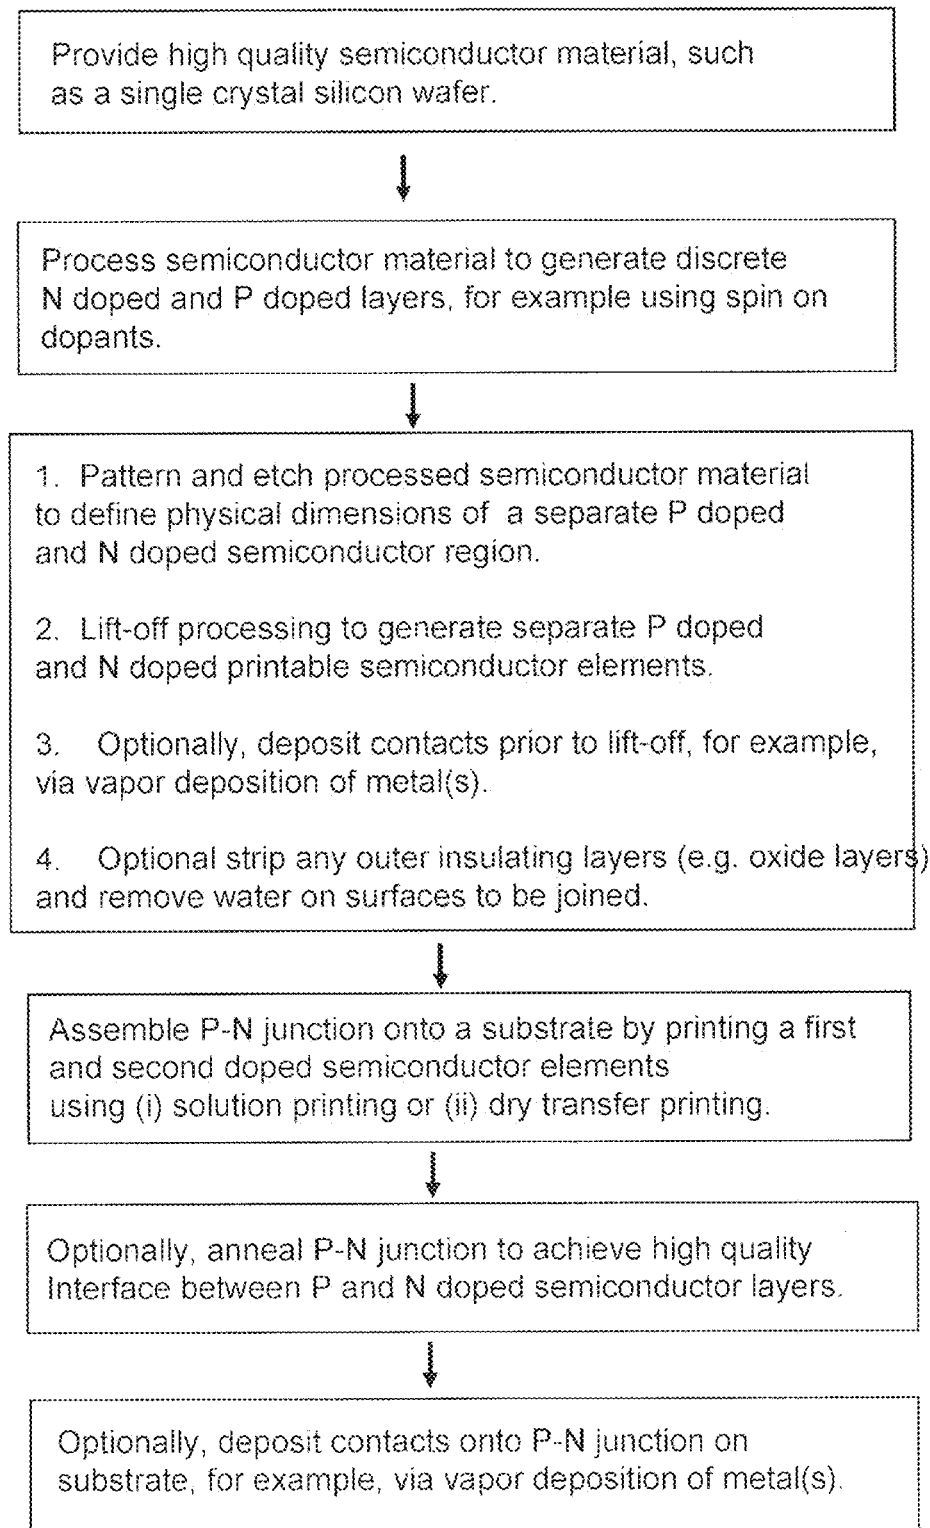 Provide high quality semiconductor material, such
as a single crystal silicon wafer.
Process semiconductor material to generate discrete
N doped and P doped layers, for example using spin on
dopants.
1. Pattern and etch processed semiconductor material
to define physical dimensions of a separate P doped
and N doped semiconductor region.
2. Lift-off processing to generate separate P doped
and N doped printable semiconductor elements.
3. Optionally, deposit contacts prior to lift-off, for example,
via vapor deposition of metal(s).
4. Optional strip any outer insulating layers (e.g. oxide layers)
and remove water on surfaces to be joined.
Assemble P-N junction onto a substrate by printing a first
and second doped semiconductor elements
using (i) solution printing or (ii) dry transfer printing.
Optionally, anneal P-N junction to achieve high quality
Interface between P and N doped semiconductor layers.
Optionally, deposit contacts onto P-N junction on
substrate, for example, via vapor deposition of metal(s).